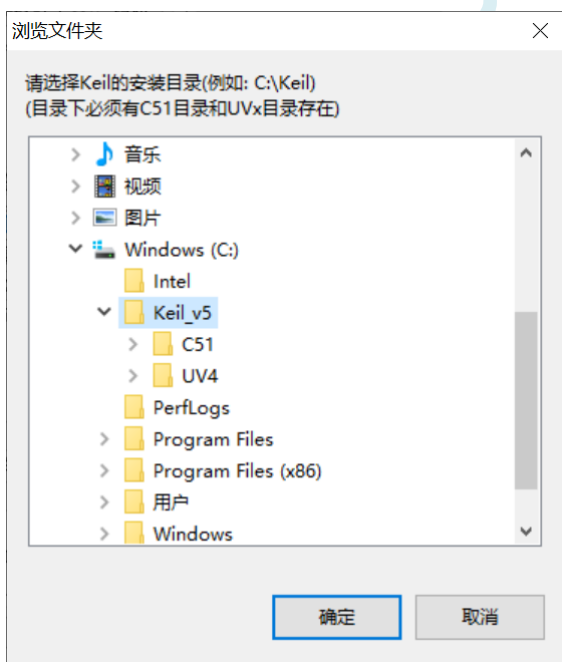 浏览文件夹
请选择Keil的安装目录(例如: C:\Keil)
(目录下必须有C51目录和UVx目录存在)
音乐
视频
图片
Windows (C:)
Intel
Keil_v5
C51
UV4
PerfLogs
Program Files
Program Files (x86)
用户
Windows
确定 取消